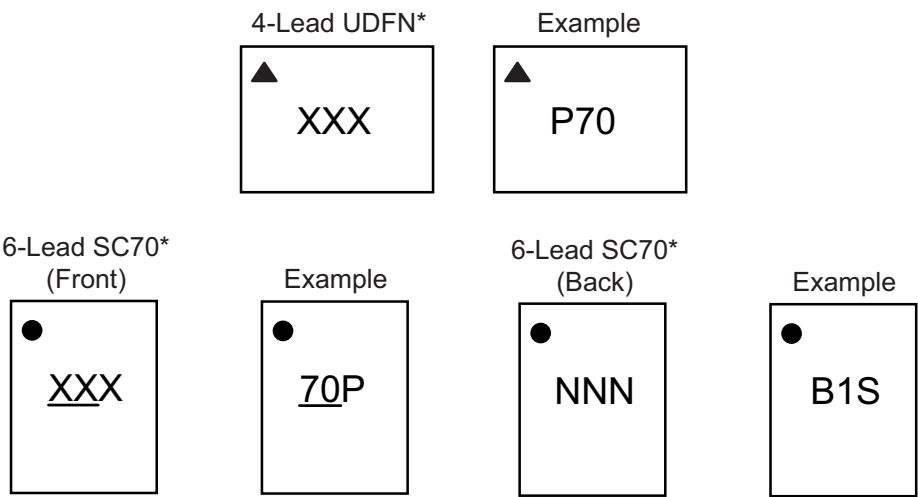 4-Lead UDFN*
Example
XXX
P70
6-Lead SC70*
(Front)
Example
6-Lead SC70*
(Back)
Example
XXX
70P
NNN
B1S